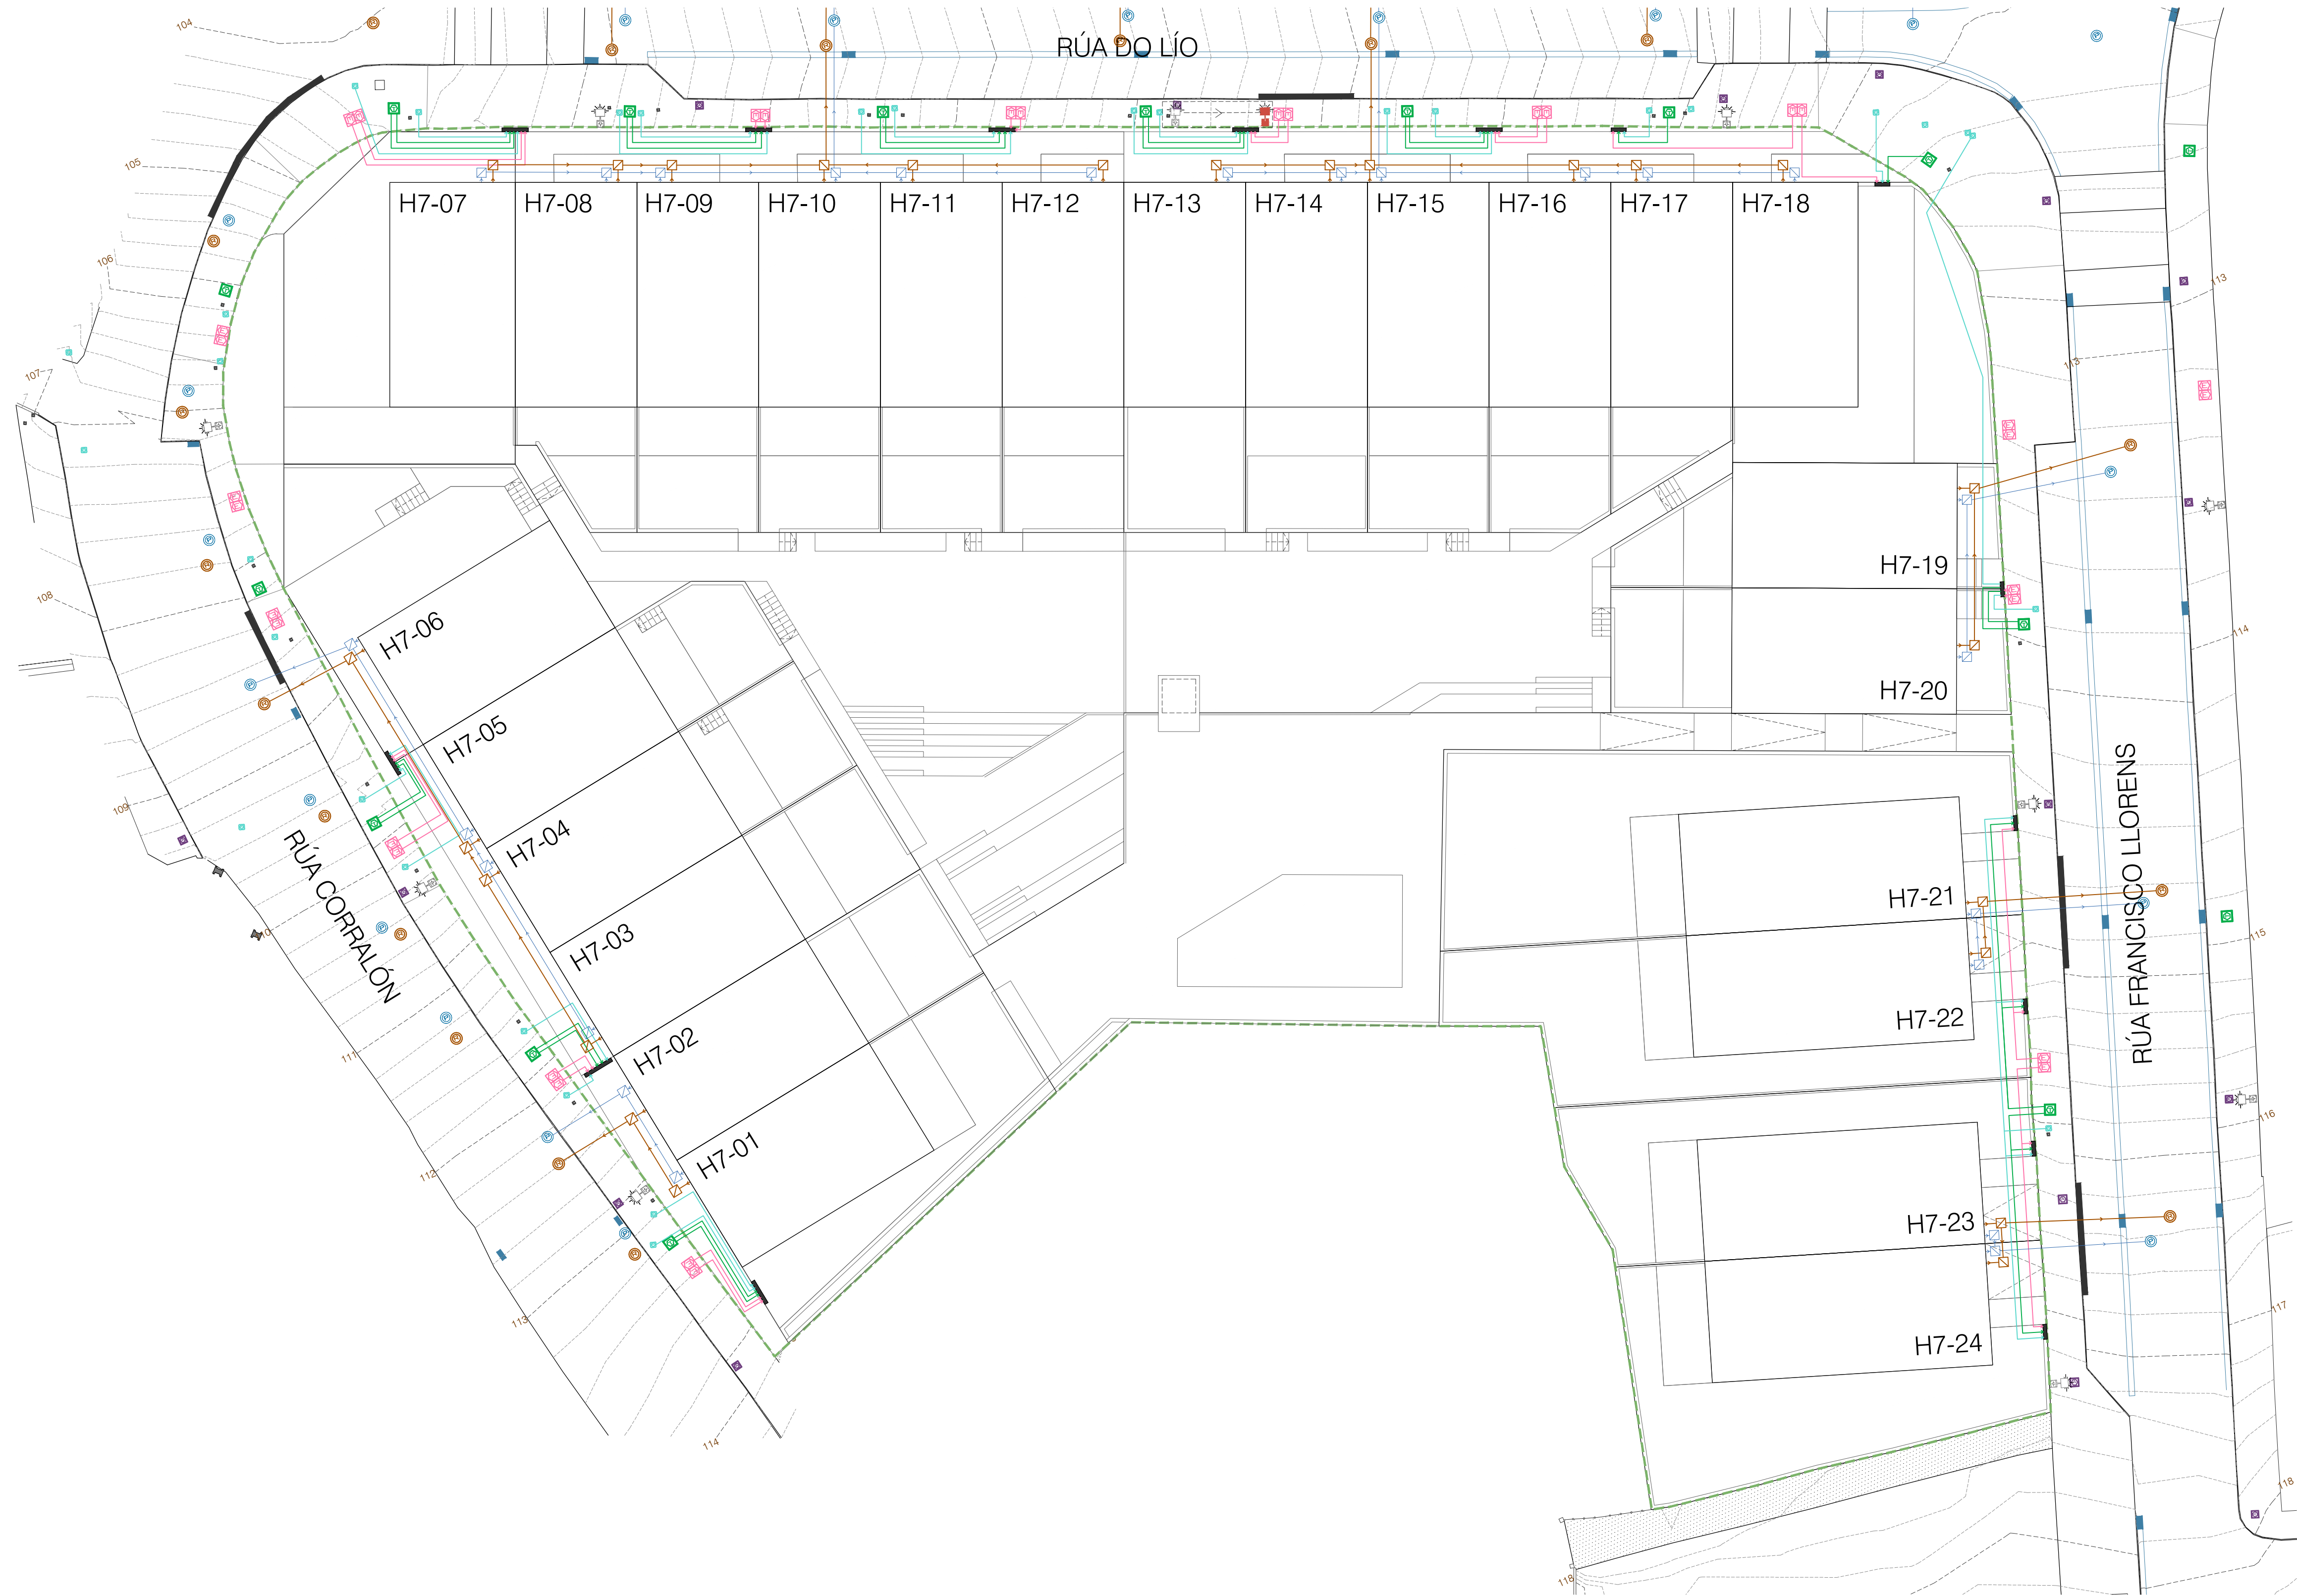 104
RÚA DO LÍO
105
H7-07
H7-08
H7-09
H7-10
H7-11
H7-12
H7-13
H7-14
H7-15
H7-16
H7-17
H7-18
106
113
107
113
H7-19
108
H7-06
114
H7-20
H7-05
109
RÚA CORRALÓN
H7-04
RÚA FRANCISCO LLORENS
H7-21
H7-03
115
H7-22
111
H7-02
116
112
H7-01
H7-23
113
117
H7-24
114
118
118